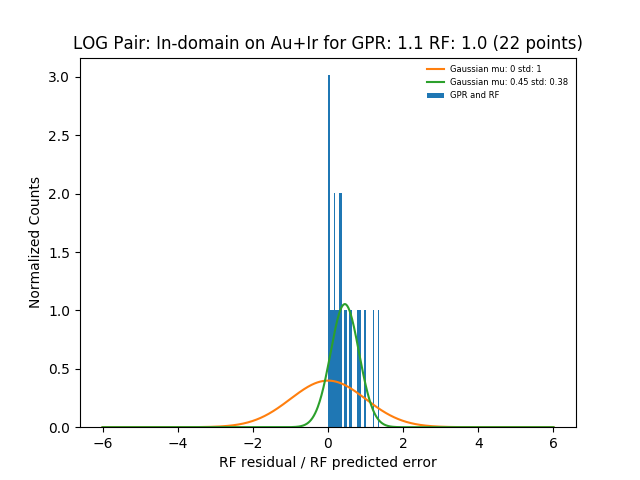 LOG Pair: In-domain on Au+Ir for GPR: 1.1 RF: 1.0 (22 points)
Gaussian mu: 0 std: 1
Gaussian mu: 0.45 std: 0.38
GPR and RF
Normalized Counts
3.0
2.5
2.0
1.5
1.0
0.5
0.0
−6 −4 −2 0 2 4 6
RF residual / RF predicted error